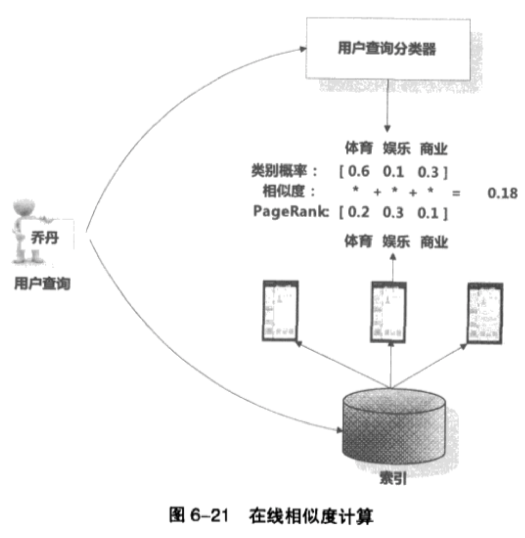 用户查询分类器
体育 娱乐 商业
类别概率： [ 0.6 0.1 0.3 ]
相似度： * + * + * = 0.18
PageRank: [ 0.2 0.3 0.1 ]
体育 娱乐 商业
乔丹
用户查询
索引
图 6-21 在线相似度计算